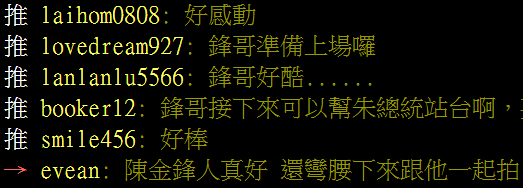 推 laihom0808: 好感動
推 lovedream927: 鋒哥準備上場囉
推 lanlanlu5566: 鋒哥好酷......
推 booker12: 鋒哥接下來可以幫朱總統站台啊，
推 smile456: 好棒
→ evean: 陳金鋒人真好 還彎腰下來跟他一起拍